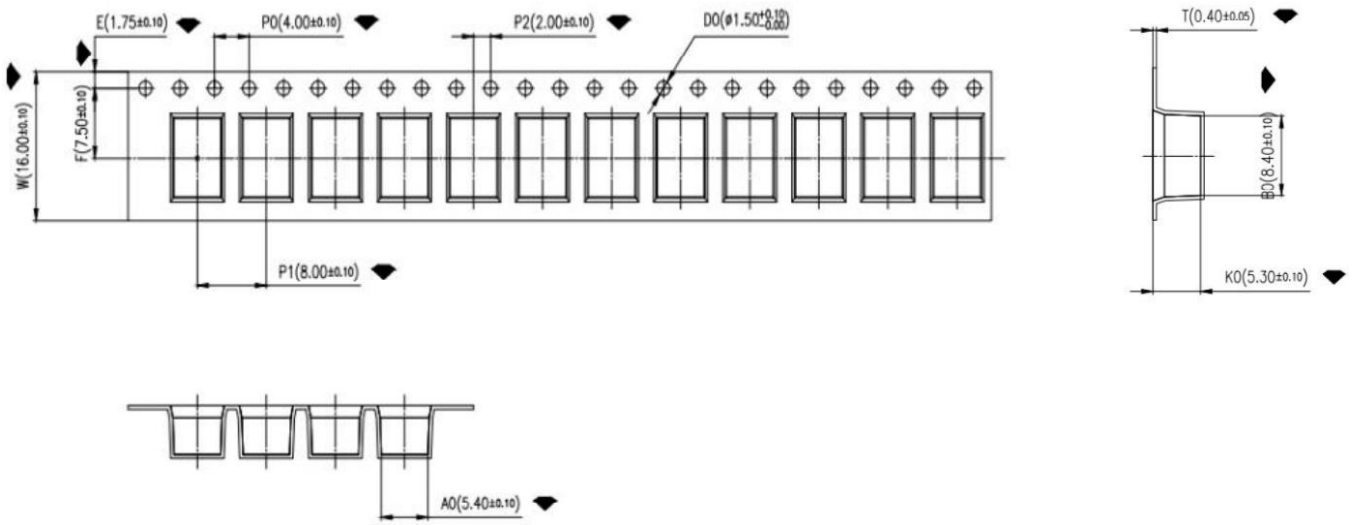 E(1.75±0.10)
P0(4.00±0.10)
P2(2.00±0.10)
D0(ø1.50+0.10-0.00)
T(0.40±0.05)
W(16.00±0.10)
F(7.50±0.10)
B0(8.40±0.10)
P1(8.00±0.10)
K0(5.30±0.10)
A0(5.40±0.10)